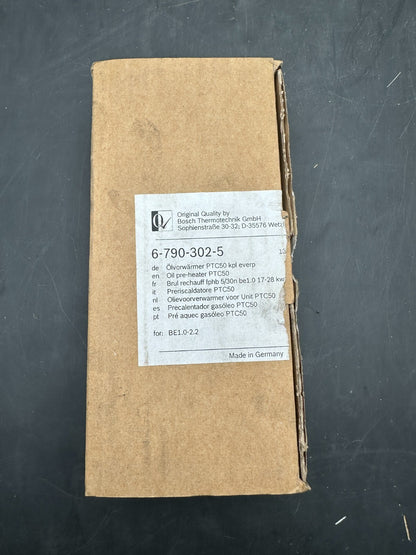 Original Quality by
Bosch Thermotechnik GmbH
Sophienstraße 30-32; D-35576 Wetzl
6-790-302-5
de Ölvorwärmer PTC50 kpl everp
en Oil pre-heater PTC50
fr Brul rechauff fphb 5/30n be1.0 17-28 kw
it Preriscaldatore PTC50
nl Olievoorverwarmer voor Unit PTC50
es Precalentador gasóleo PTC50
pt Pré aquec gasóleo PTC50
for: BE1.0-2.2
Made in Germany